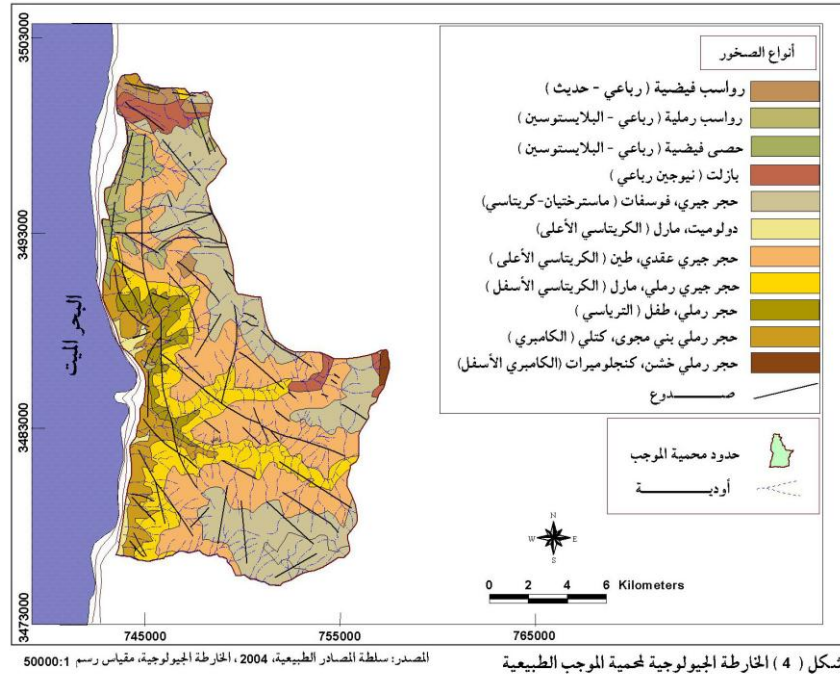 أنواع الصخور
رواسب فيضية ( رباعي - حديث )
رواسب رملية ( رباعي - البلايستوسين )
حصى فيضية ( رباعي - البلايستوسين )
بازلت ( نيوجين رباعي )
حجر جيري، فوسفات ( ماسترختيان-كريتاسي)
دولوميت، مارل ( الكريتاسي الأعلى)
حجر جيري عقدي، طين ( الكريتاسي الأعلى )
حجر جيري رملي، مارل ( الكريتاسي الأسفل )
حجر رملي، طفل ( الترياسي )
حجر رملي بني مجوى، كتلي ( الكامبري )
حجر رملي خشن، كنجلوميرات (الكامبري الأسفل)
صـــدوع
حدود محمية الموجب
أوديـــــة
البحر الميت
N
W E
S
0 2 4 6 Kilometers
3503000
3493000
3483000
3473000
745000 755000 765000
المصدر: سلطة المصادر الطبيعية، 2004 ، الخارطة الجيولوجية، مقياس رسم 50000:1
شكل ( 4 ) الخارطة الجيولوجية لمحمية الموجب الطبيعية